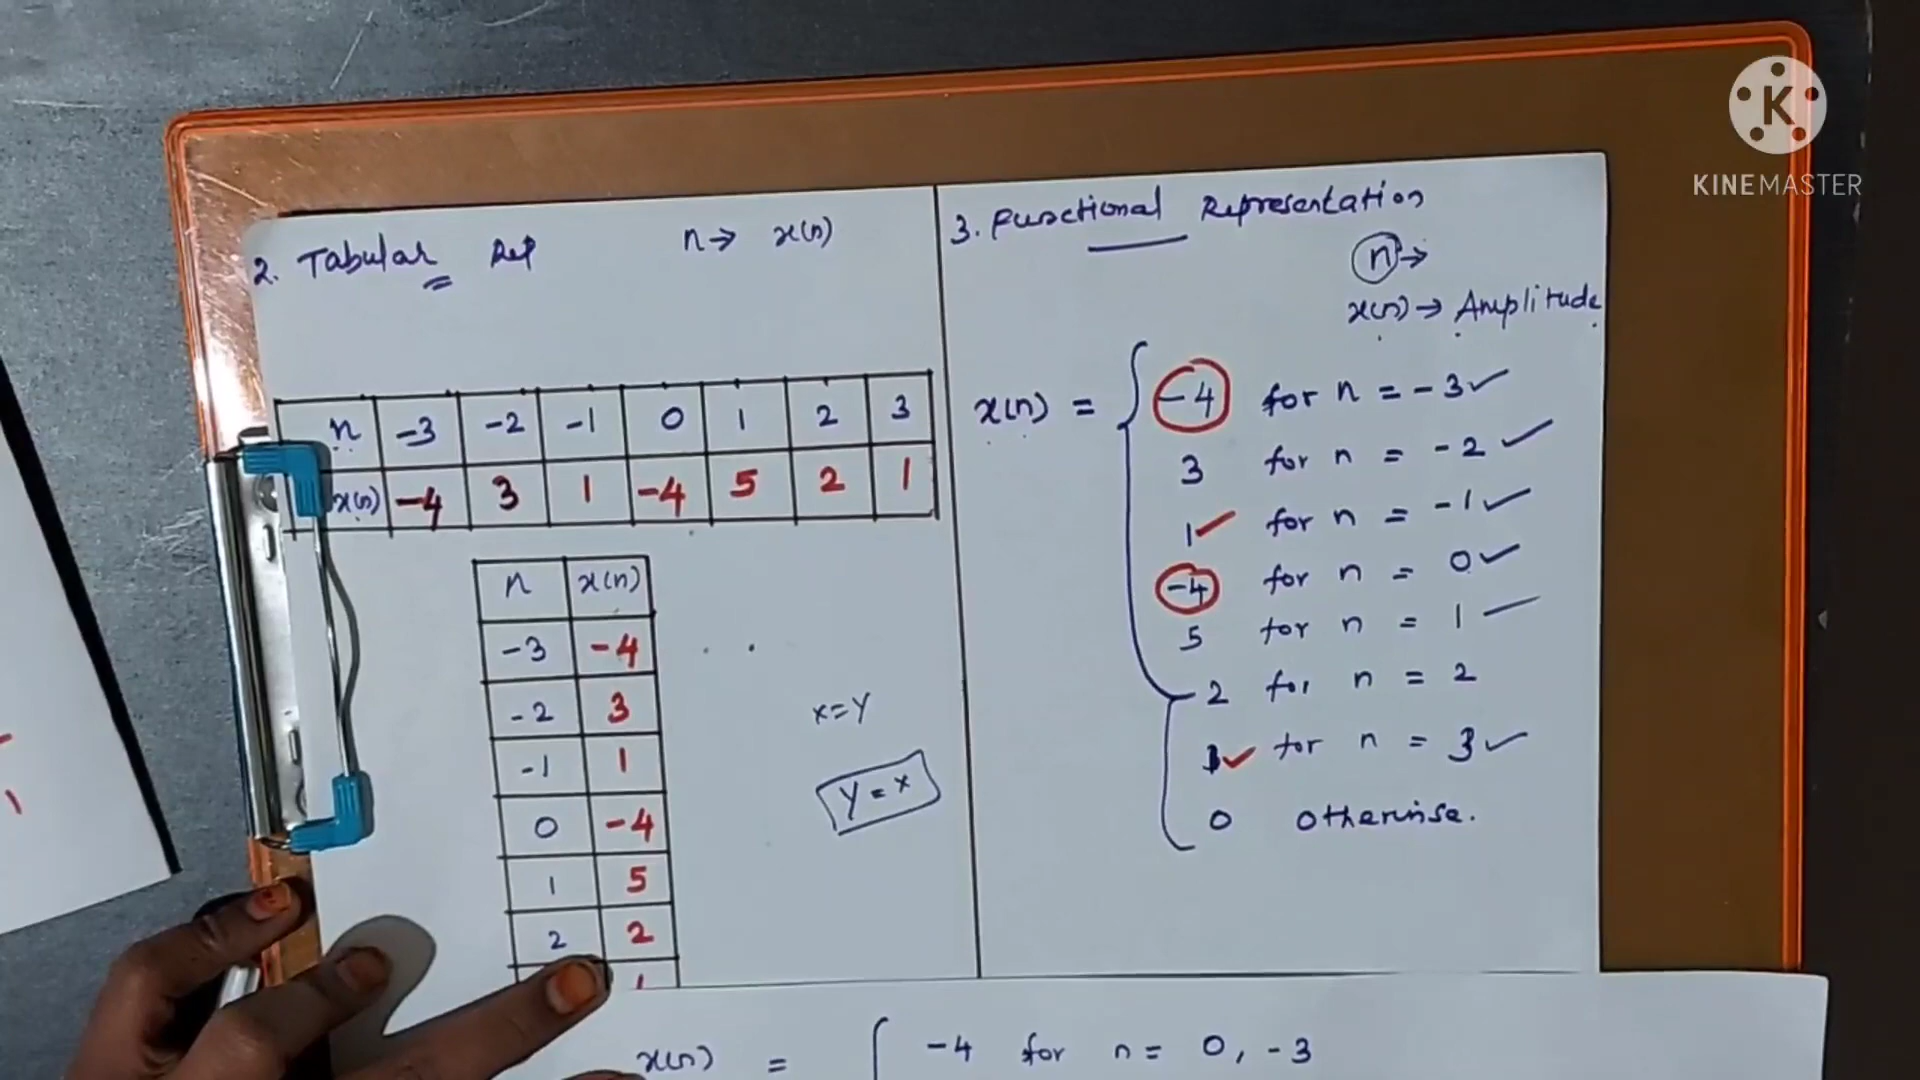 KINEMASTER
2. Tabular Rep n→ x(n)
n -3 -2 -1 0 1 2 3
x(n) -4 3 1 -4 5 2 1
n x(n)
-3 -4
-2 3
-1 1
0 -4
1 5
2 2
1
x=y
y=x
3. Functional Representation
n→
x(n)→ Amplitude
x(n) = { -4 for n = -3 ✓
3 for n = -2 ✓
1✓ for n = -1 ✓
-4 for n = 0 ✓
5 for n = 1
2 for n = 2
1✓ for n = 3 ✓
0 otherwise.
x(n) = { -4 for n = 0, -3